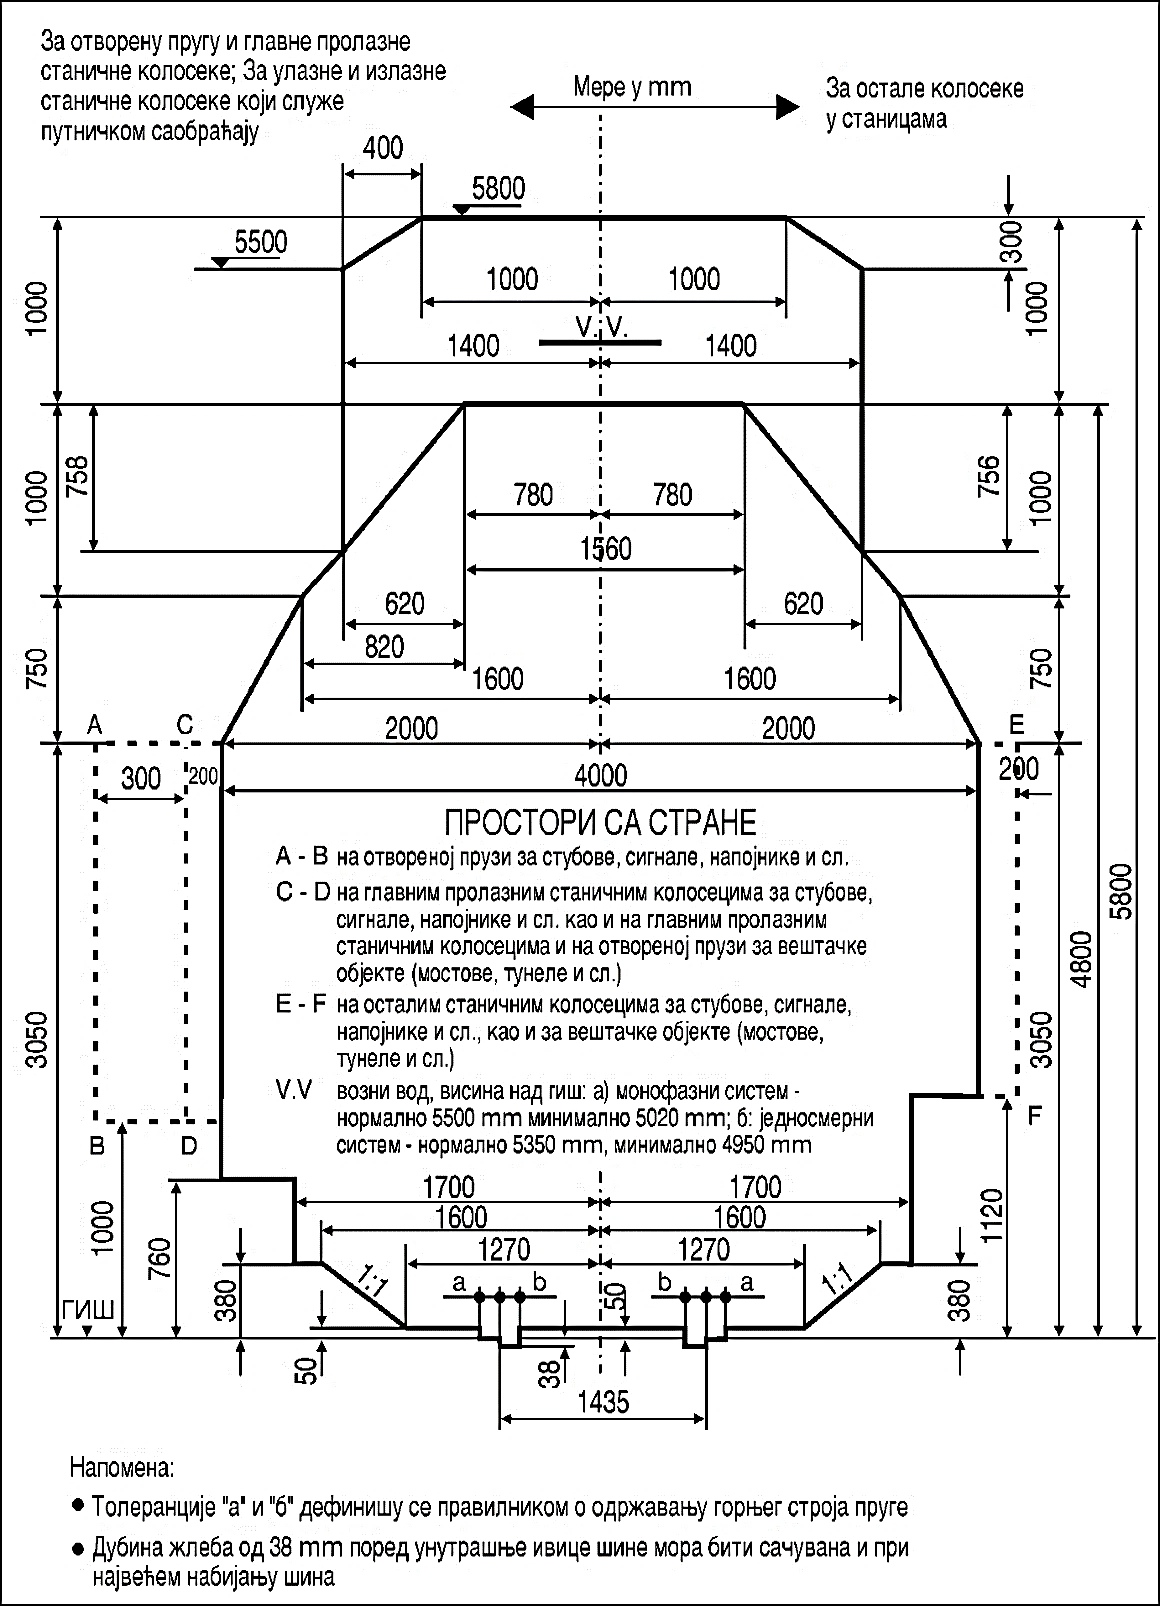 За отворену пругу и главне пролазне
станичне колосеке; За улазне и излазне
станичне колосеке који служе
путничком саобраћају
Мере у mm
За остале колосеке
у станицама
400
5800
5500
300
1000
1000
1000
1000
V. V.
1400
1400
758
1000
780
780
756
1000
1560
620
620
820
750
1600
1600
750
A
C
2000
2000
E
300
200
4000
200
ПРОСТОРИ СА СТРАНЕ
A - B на отвореној прузи за стубове, сигнале, напојнике и сл.
C - D на главним пролазним станичним колосецима за стубове,
сигнале, напојнике и сл. као и на главним пролазним
станичним колосецима и на отвореној прузи за вештачке
објекте (мостове, тунеле и сл.)
E - F на осталим станичним колосецима за стубове, сигнале,
напојнике и сл., као и за вештачке објекте (мостове,
тунеле и сл.)
V.V возни вод, висина над гиш: а) монофазни систем -
нормално 5500 mm минимално 5020 mm; б: једносмерни
систем - нормално 5350 mm, минимално 4950 mm
3050
3050
4800
5800
B
D
F
1700
1700
1000
760
1600
1600
1120
1270
1270
1:1
1:1
a
b
b
a
380
50
380
ГИШ
50
38
1435
Напомена:
• Толеранције "а" и "б" дефинишу се правилником о одржавању горњег строја пруге
• Дубина жлеба од 38 mm поред унутрашње ивице шине мора бити сачувана и при
највећем набијању шина